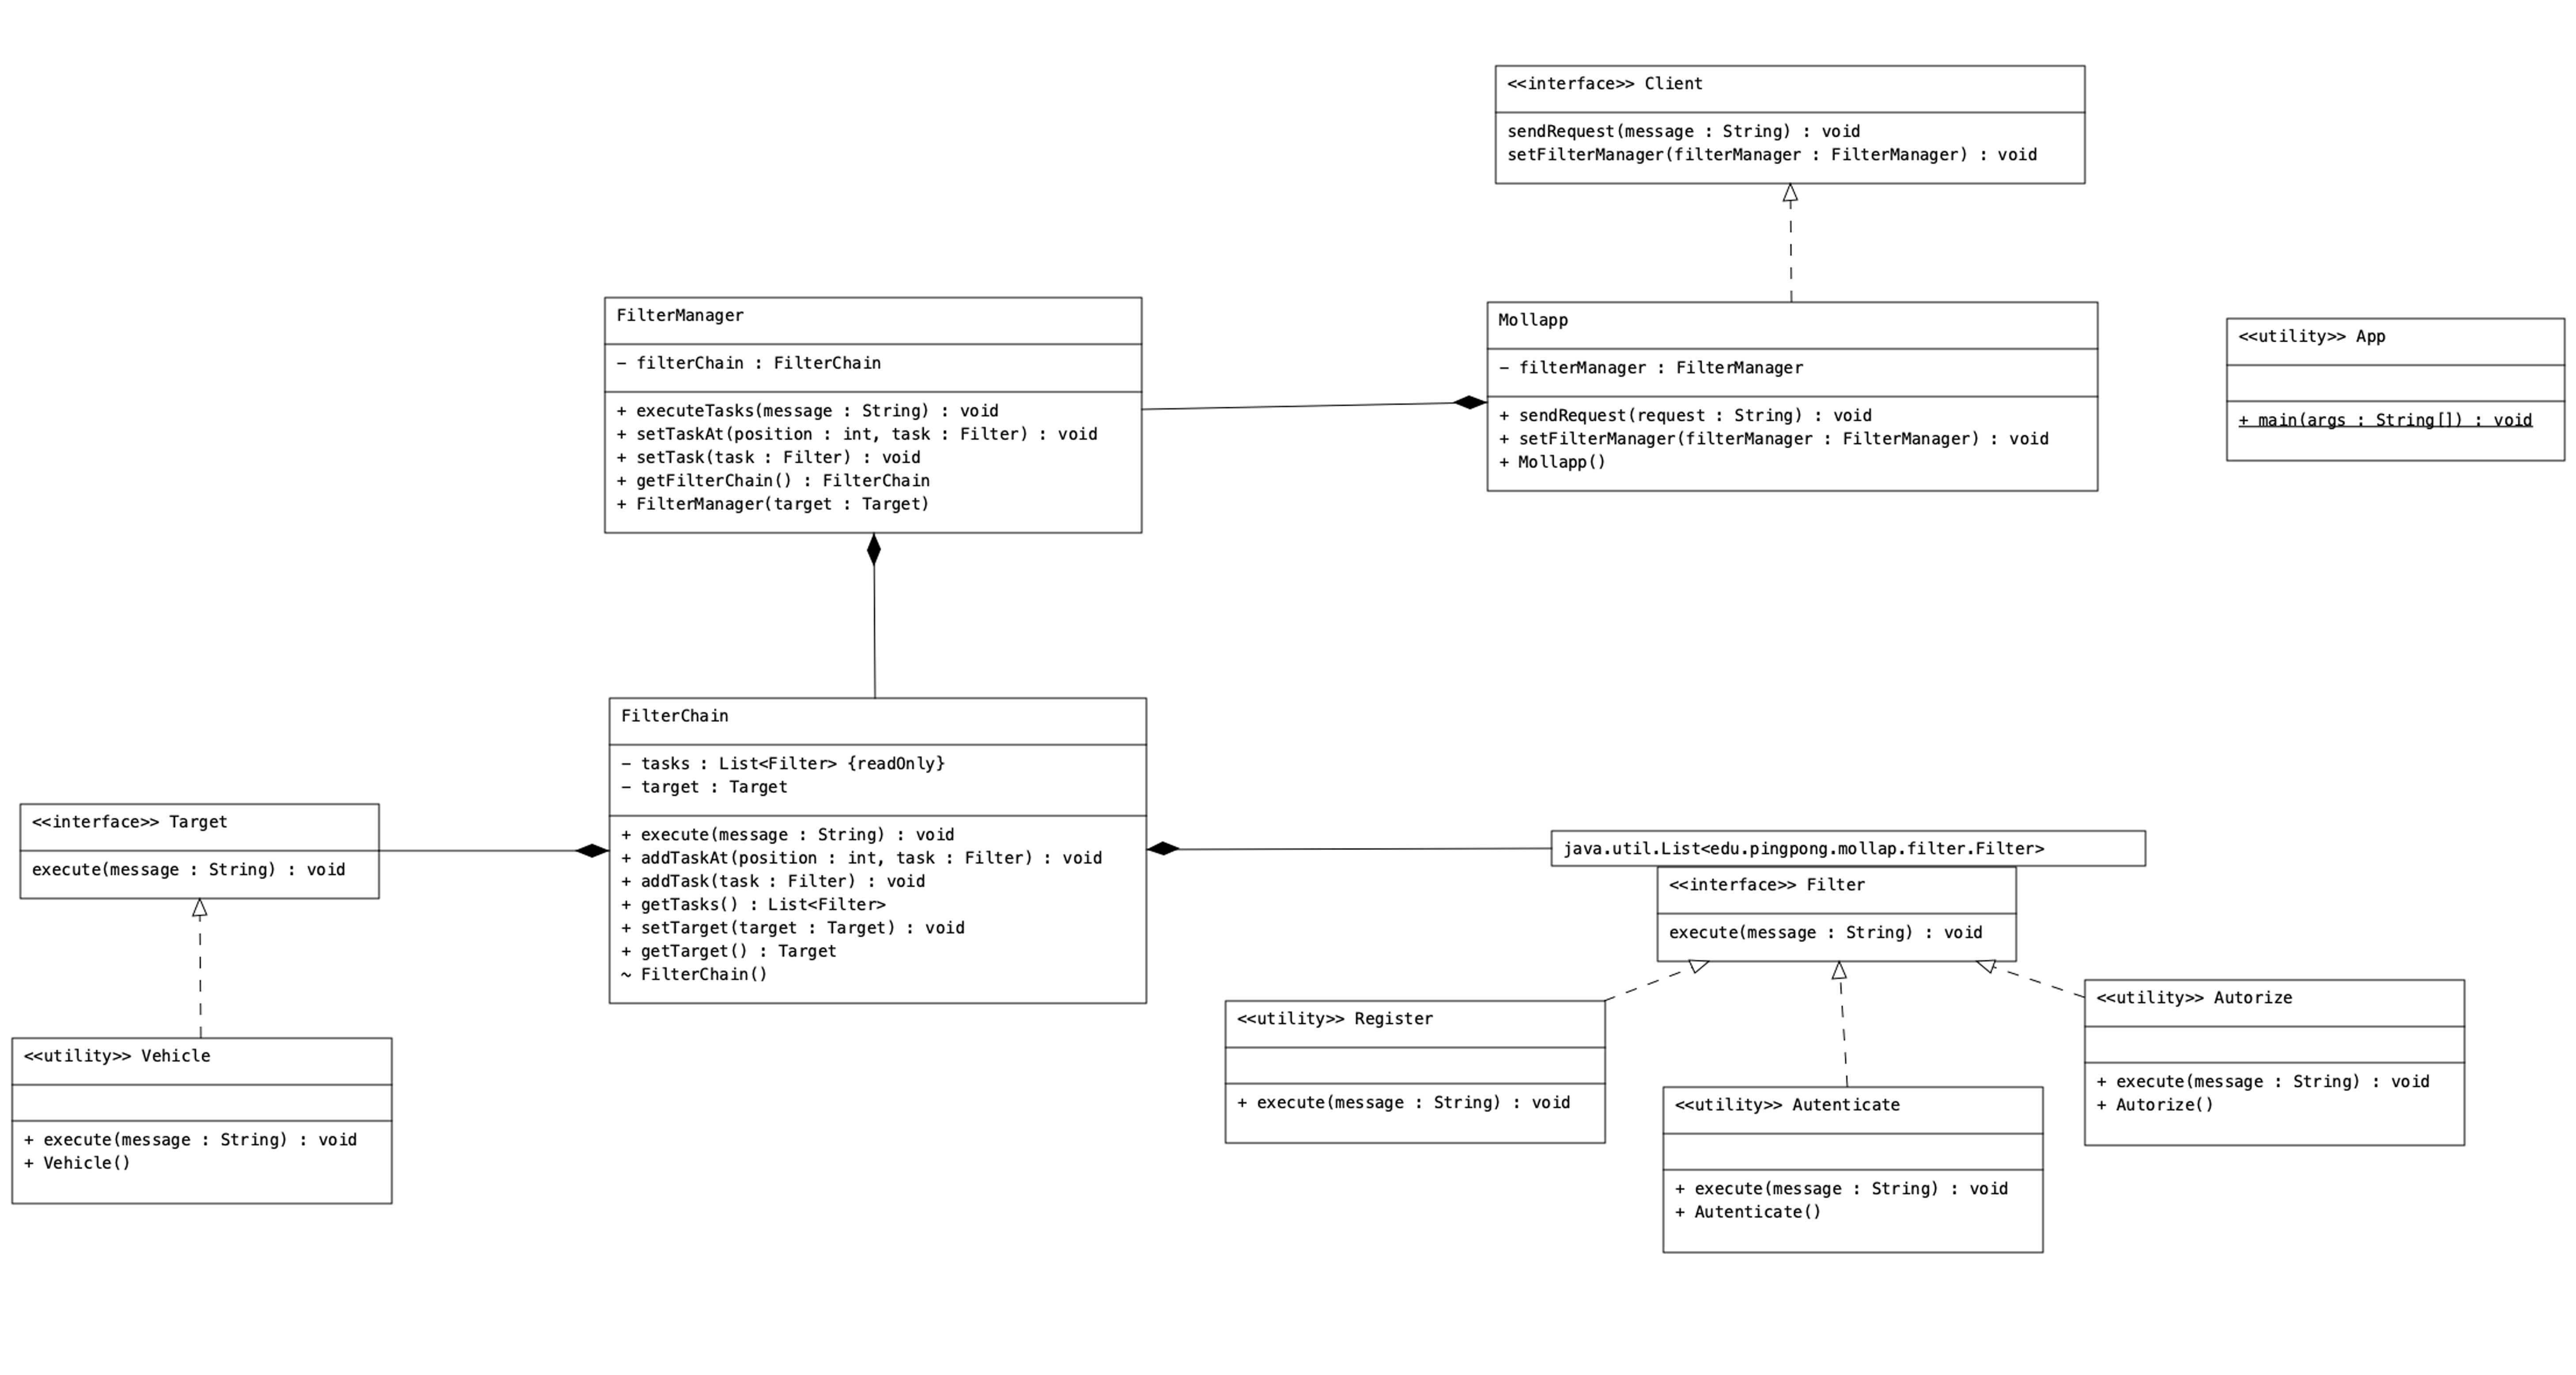 <<interface>> Client
sendRequest(message : String) : void
setFilterManager(filterManager : FilterManager) : void
FilterManager
− filterChain : FilterChain
+ executeTasks(message : String) : void
+ setTaskAt(position : int, task : Filter) : void
+ setTask(task : Filter) : void
+ getFilterChain() : FilterChain
+ FilterManager(target : Target)
Mollapp
− filterManager : FilterManager
+ sendRequest(request : String) : void
+ setFilterManager(filterManager : FilterManager) : void
+ Mollapp()
<<utility>> App
+ main(args : String[]) : void
FilterChain
− tasks : List<Filter> {readOnly}
− target : Target
+ execute(message : String) : void
+ addTaskAt(position : int, task : Filter) : void
+ addTask(task : Filter) : void
+ getTasks() : List<Filter>
+ setTarget(target : Target) : void
+ getTarget() : Target
~ FilterChain()
<<interface>> Target
execute(message : String) : void
<<utility>> Vehicle
+ execute(message : String) : void
+ Vehicle()
java.util.List<edu.pingpong.mollap.filter.Filter>
<<interface>> Filter
execute(message : String) : void
<<utility>> Register
+ execute(message : String) : void
<<utility>> Autenticate
+ execute(message : String) : void
+ Autenticate()
<<utility>> Autorize
+ execute(message : String) : void
+ Autorize()